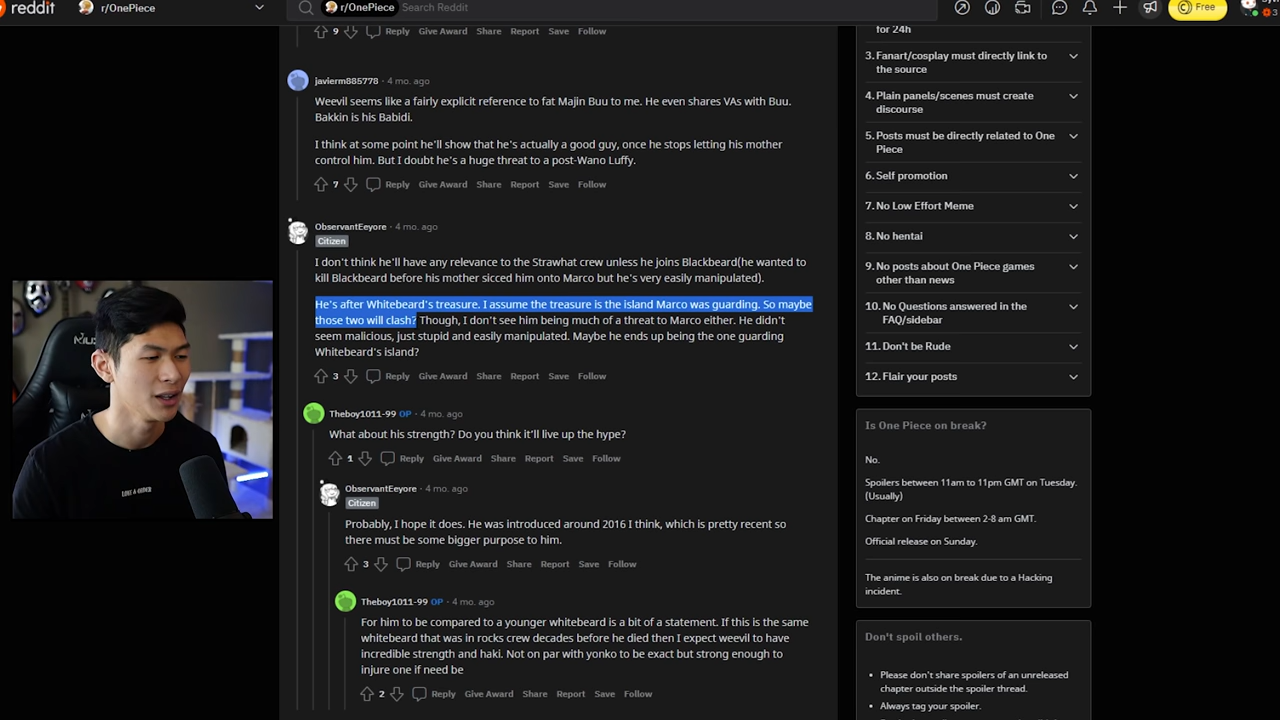 reddit
r/OnePiece
r/OnePiece
Search Reddit
Free
9
Reply
Give Award
Share
Report
Save
Follow
javierm885778 · 4 mo. ago
Weevil seems like a fairly explicit reference to fat Majin Buu to me. He even shares VAs with Buu.
Bakkin is his Babidi.
I think at some point he'll show that he's actually a good guy, once he stops letting his mother
control him. But I doubt he's a huge threat to a post-Wano Luffy.
7
Reply
Give Award
Share
Report
Save
Follow
ObservantEeyore · 4 mo. ago
Citizen
I don't think he'll have any relevance to the Strawhat crew unless he joins Blackbeard(he wanted to
kill Blackbeard before his mother sicced him onto Marco but he's very easily manipulated).
He's after Whitebeard's treasure. I assume the treasure is the island Marco was guarding. So maybe
those two will clash? Though, I don't see him being much of a threat to Marco either. He didn't
seem malicious, just stupid and easily manipulated. Maybe he ends up being the one guarding
Whitebeard's island?
3
Reply
Give Award
Share
Report
Save
Follow
Theboy1011-99 OP · 4 mo. ago
What about his strength? Do you think it'll live up the hype?
1
Reply
Give Award
Share
Report
Save
Follow
ObservantEeyore · 4 mo. ago
Citizen
Probably, I hope it does. He was introduced around 2016 I think, which is pretty recent so
there must be some bigger purpose to him.
3
Reply
Give Award
Share
Report
Save
Follow
Theboy1011-99 OP · 4 mo. ago
For him to be compared to a younger whitebeard is a bit of a statement. If this is the same
whitebeard that was in rocks crew decades before he died then I expect weevil to have
incredible strength and haki. Not on par with yonko to be exact but strong enough to
injure one if need be
2
Reply
Give Award
Share
Report
Save
Follow
for 24h
3. Fanart/cosplay must directly link to
the source
4. Plain panels/scenes must create
discourse
5. Posts must be directly related to One
Piece
6. Self promotion
7. No Low Effort Meme
8. No hentai
9. No posts about One Piece games
other than news
10. No Questions answered in the
FAQ/sidebar
11. Don't be Rude
12. Flair your posts
Is One Piece on break?
No.
Spoilers between 11am to 11pm GMT on Tuesday.
(Usually)
Chapter on Friday between 2-8 am GMT.
Official release on Sunday.
The anime is also on break due to a Hacking
incident.
Don't spoil others.
Please don't share spoilers of an unreleased
chapter outside the spoiler thread.
Always tag your spoiler.